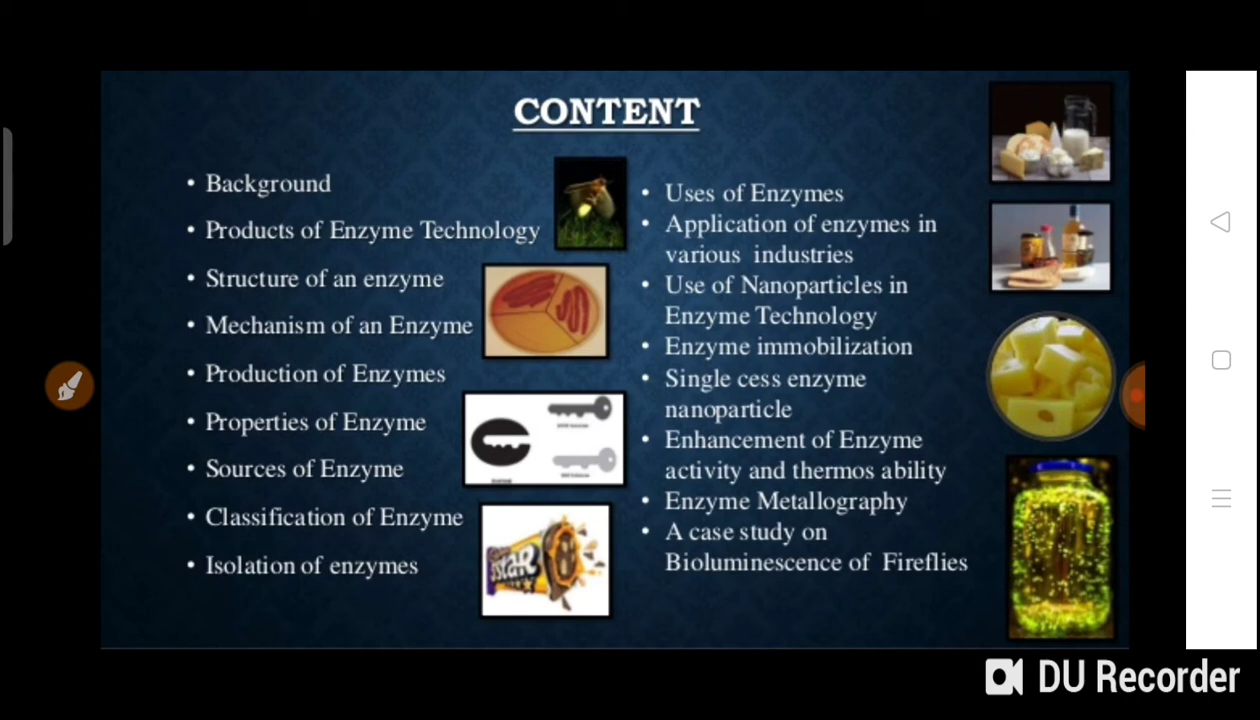 CONTENT
• Background
• Products of Enzyme Technology
• Structure of an enzyme
• Mechanism of an Enzyme
• Production of Enzymes
• Properties of Enzyme
• Sources of Enzyme
• Classification of Enzyme
• Isolation of enzymes
• Uses of Enzymes
• Application of enzymes in
various industries
• Use of Nanoparticles in
Enzyme Technology
• Enzyme immobilization
• Single cess enzyme
nanoparticle
• Enhancement of Enzyme
activity and thermos ability
• Enzyme Metallography
• A case study on
Bioluminescence of Fireflies
DU Recorder